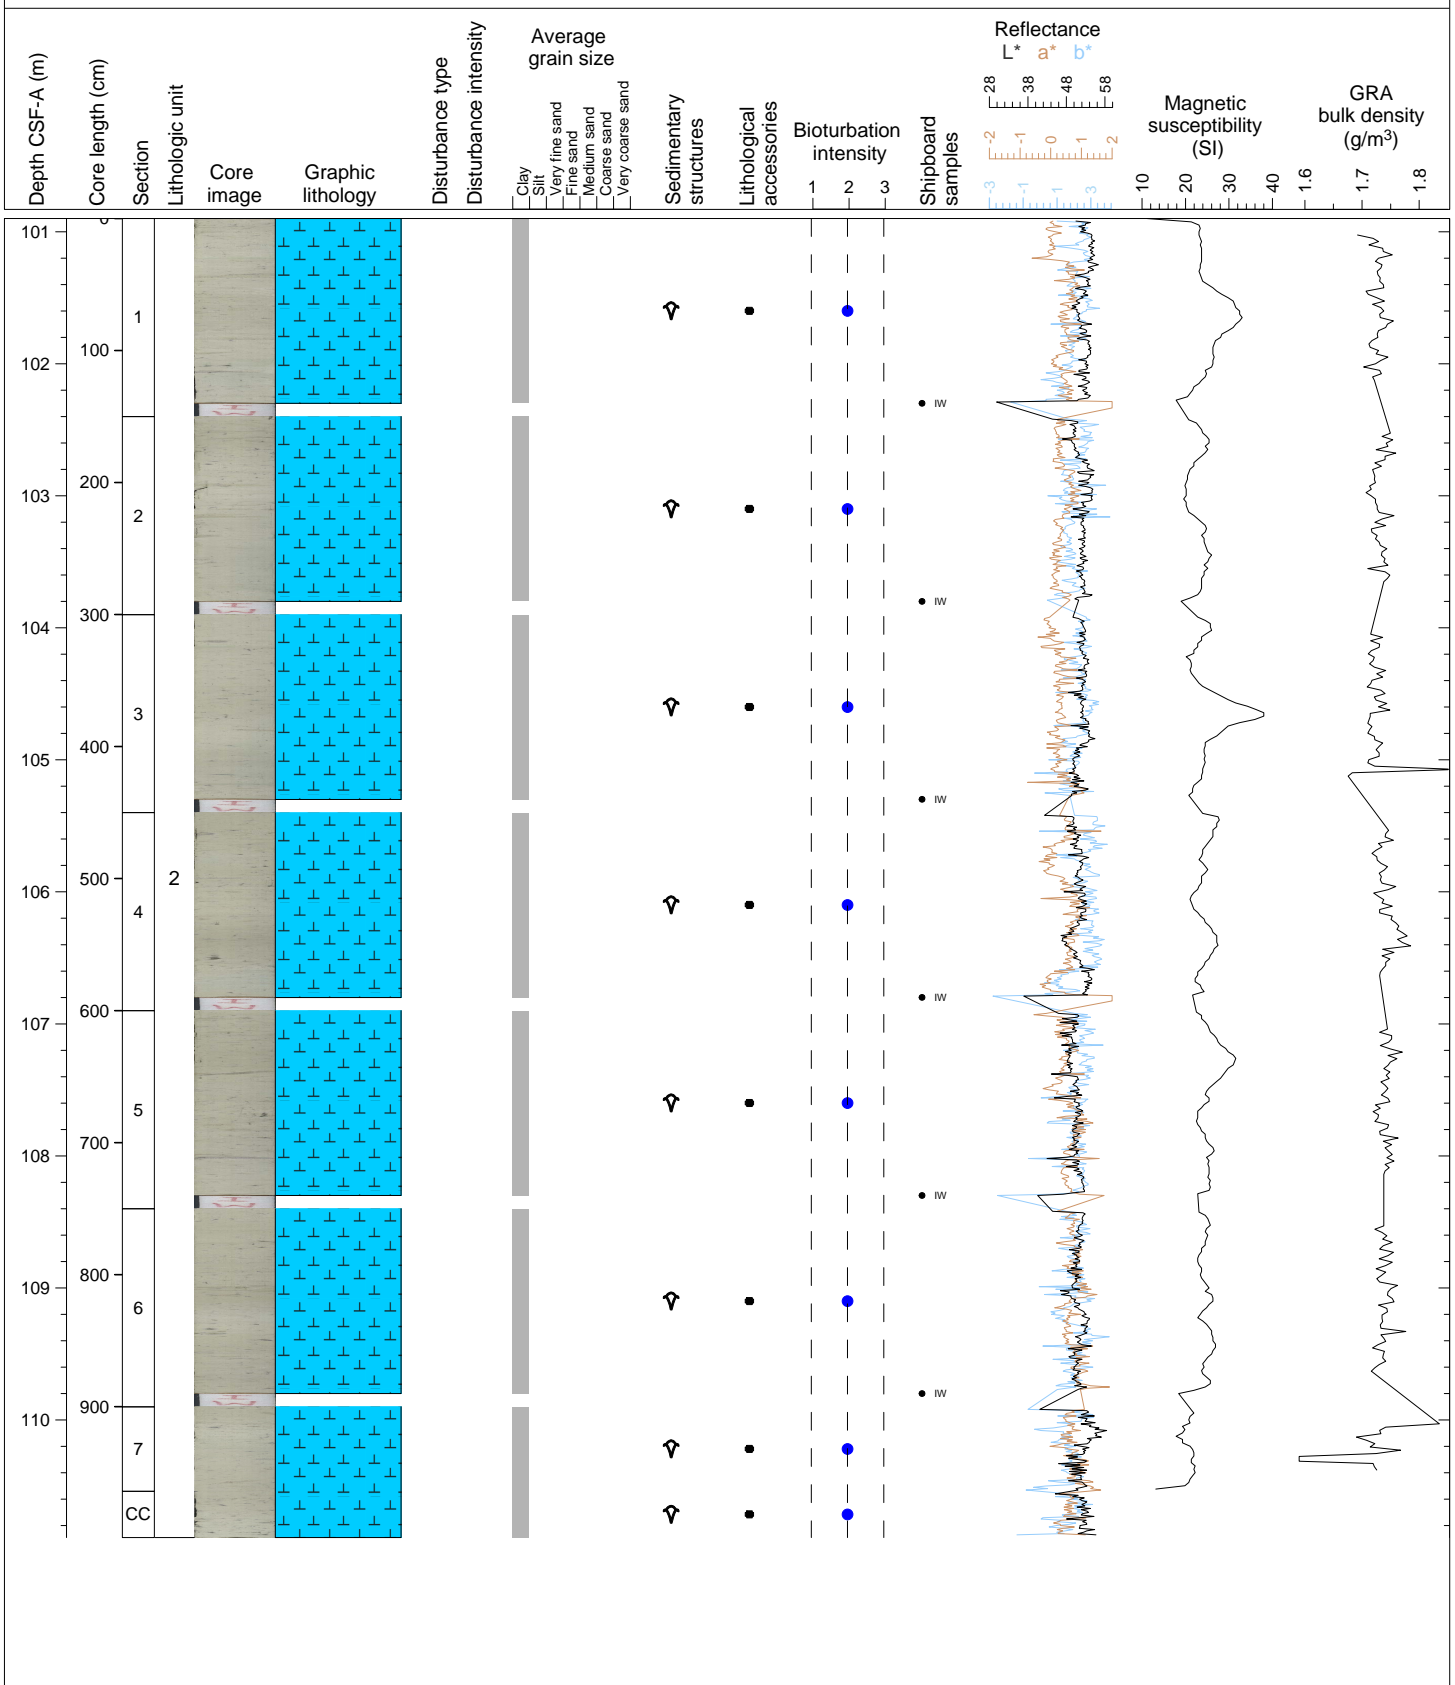 Depth CSF-A (m)
Core length (cm)
Section
Lithologic unit
Core
image
Graphic
lithology
Disturbance type
Disturbance intensity
Average
grain size
Clay
Silt
Very fine sand
Fine sand
Medium sand
Coarse sand
Very coarse sand
Sedimentary
structures
Lithological
accessories
Bioturbation
intensity
1 2 3
Shipboard
samples
Reflectance
L* a* b*
28 38 48 58
-2 -1 0 1 2
-3 -1 1 3
Magnetic
susceptibility
(SI)
10 20 30 40
GRA
bulk density
(g/m³)
1.6 1.7 1.8
0
101
1
100
102
IW
200
103
2
IW
300
104
3
400
105
IW
2
500
106
4
IW
600
107
5
700
108
IW
800
109
6
IW
900
110
7
CC